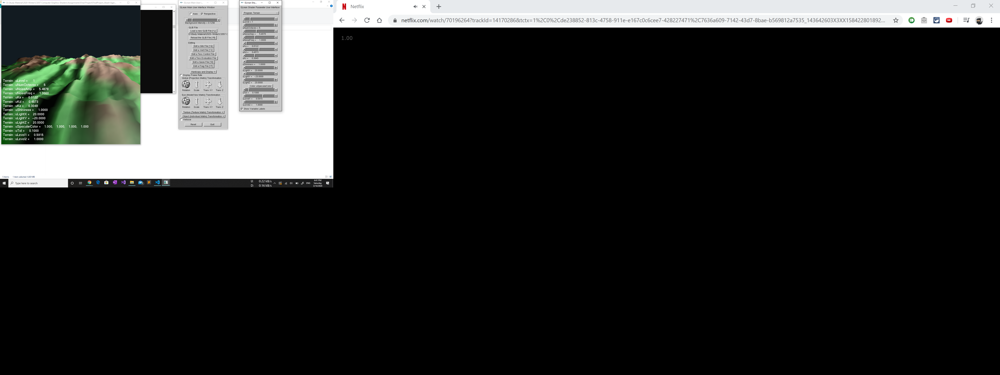 D:\Study Material\2020-Winter\CS557 Computer Graphics Shaders\Assignments\Final Project\FinalProject_Akash Agar...
Terrain : uLevel = 1
Terrain : uNumOctaves = 5
Terrain : uNoiseAmp = 5.4878
Terrain : uNoiseFreq = 1.0000
Terrain : uKa = 0.0122
Terrain : uKd = 0.4573
Terrain : uKs = 0.3049
Terrain : uShininess = 1.0000
Terrain : uLightX = 20.0000
Terrain : uLightY = -20.0000
Terrain : uLightZ = 20.0000
Terrain : uSpecularColor = 1.000, 1.000, 1.000, 1.000
Terrain : uTol = 0.1000
Terrain : uLevel1 = 0.5915
Terrain : uLevel2 = 1.0000
GLman Main User I...
GLman Main User Interface Window
Axes Perspective
Background Intensity = 0.1294
GLIB File
Load a new GLIB File [^L]
D:\Study Material\2020-Winter\CS557 C
Reload the GLIB File [^R]
Editing
Edit a Glib File [^G]
Edit a Vert File [^V]
Edit a Tess Control File
Edit a Tess Evaluation File
Edit a Geom File [^E]
Edit a Frag File [^F]
Hardcopy and Display +
Display Frame Rate
Global (Projection Matrix) Transformation
Rotation Scale Trans XY Trans Z
Eye (ModelView Matrix) Transformation
Rotation Scale Trans XY Trans Z
Texture (Texture Matrix) Transformation +
Object (Individual Matrix) Transformation +
Verbose
Reset Quit
GLman Sha...
GLman Shader Parameter User Interface
Program: Terrain -
uLevel = 1
uNumOctaves = 5
uNoiseAmp = 5.4878
uNoiseFreq = 1.0000
uKa = 0.0122
uKd = 0.4573
uKs = 0.3049
uShininess = 1.0000
uLightX = 20.0000
uLightY = -20.0000
uLightZ = 20.0000
Color: uSpecularColor
uTol = 0.1000
uLevel1 = 0.5915
uLevel2 = 1.0000
Show Variable Labels
5 items 1 item selected 6.60 MB
Type here to search
U: 0.22 kB/s
D: 0.16 kB/s
ENG
4:41 PM
Saturday
3/14/2020
Netflix
netflix.com/watch/70196264?trackId=14170286&tctx=1%2C0%2Cde238852-813c-4758-911e-e167c0c6cee7-428227471%2C7636a609-7142-43d7-8bae-b569812a7535_143642603X3XX158422801892...
1.00